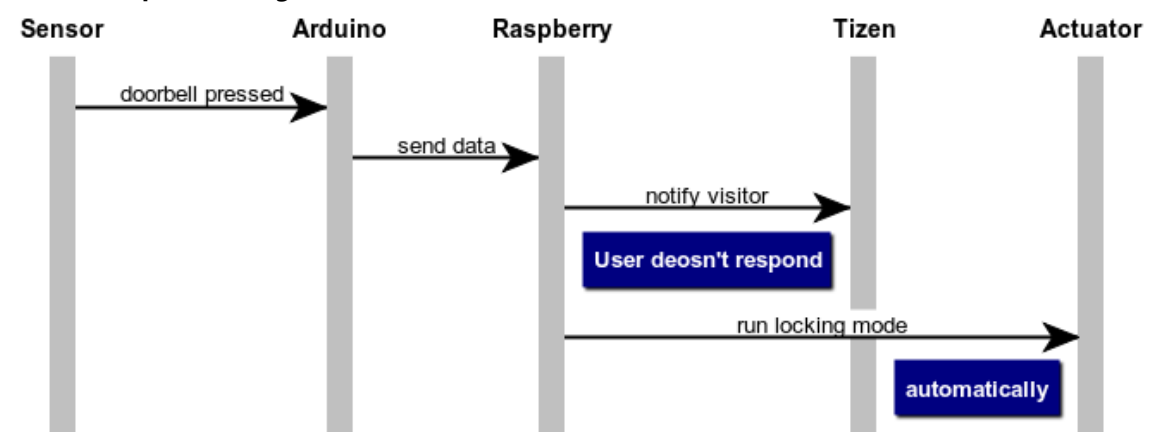 Sensor Arduino Raspberry Tizen Actuator
doorbell pressed
send data
notify visitor
User deosn't respond
run locking mode
automatically